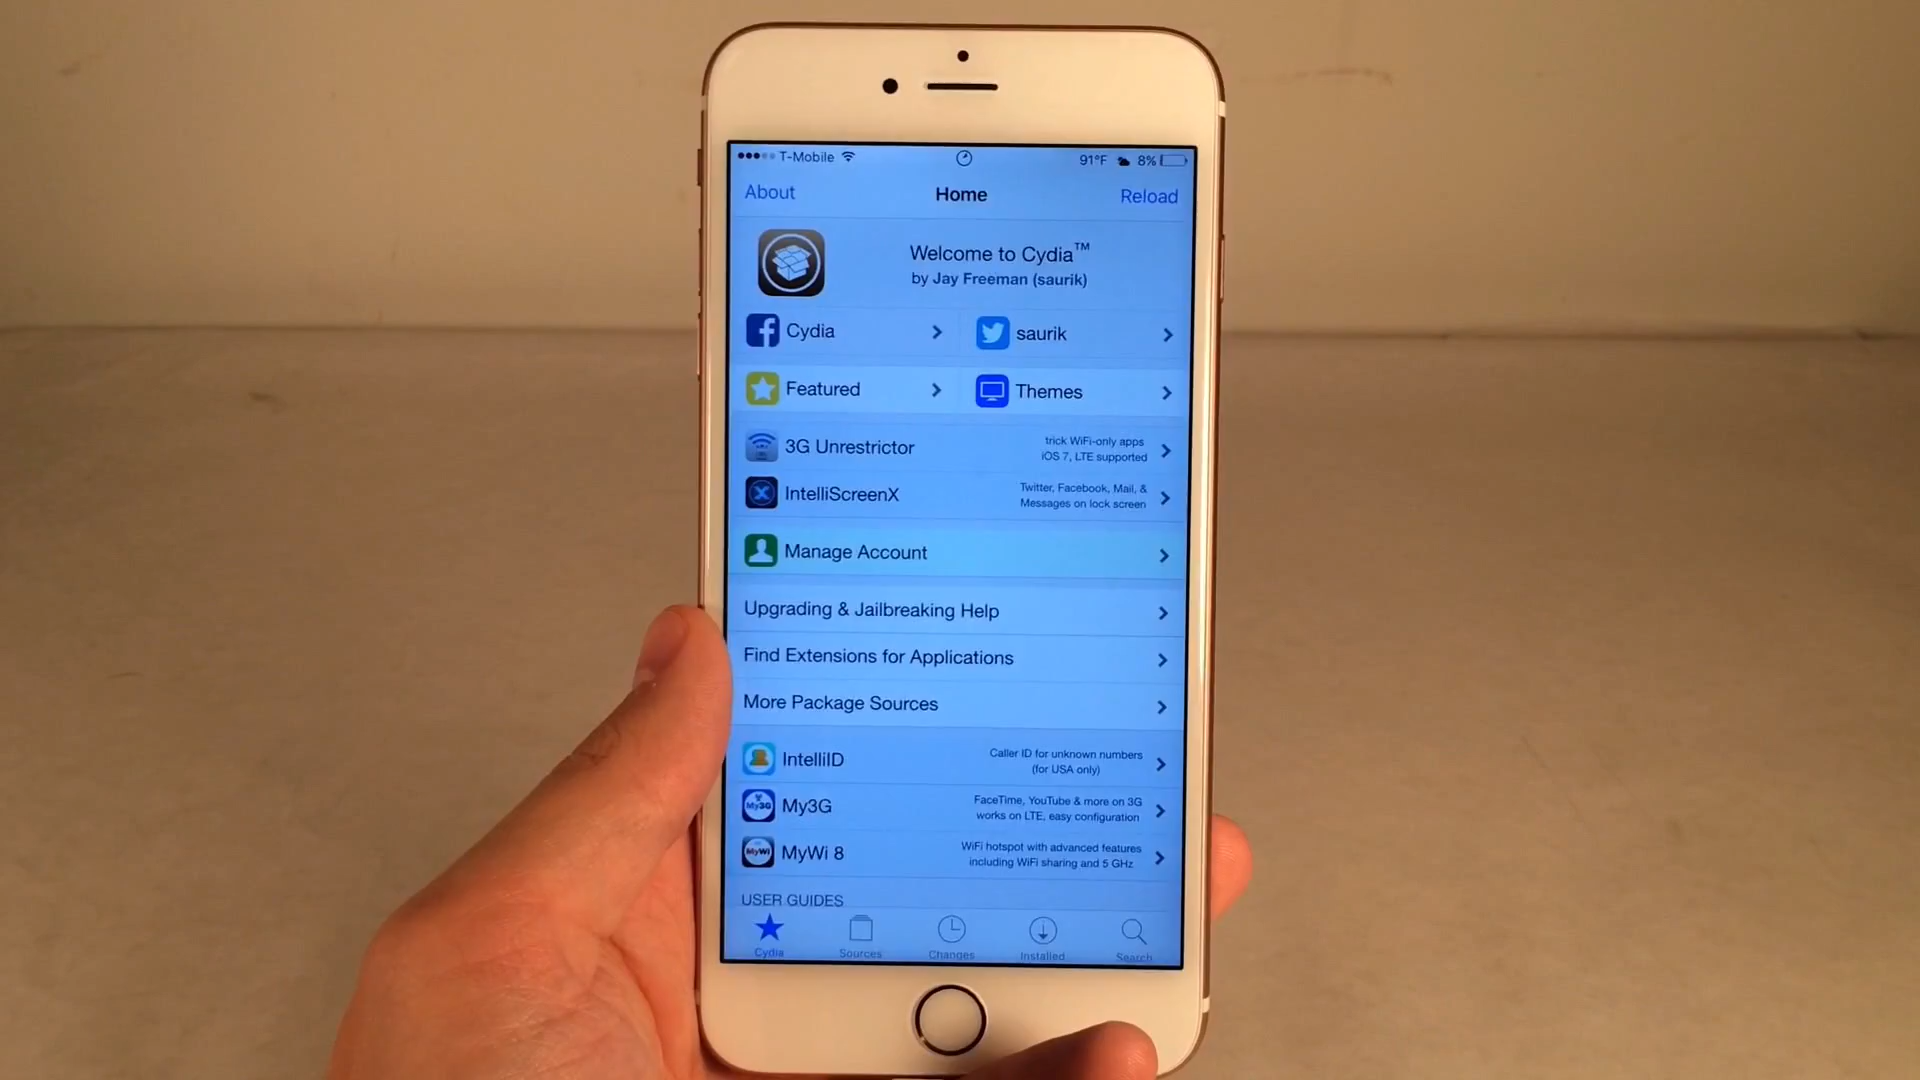 T-Mobile 91°F 8%
About Home Reload
Welcome to Cydia™
by Jay Freeman (saurik)
Cydia saurik
Featured Themes
3G Unrestrictor trick WiFi-only apps
iOS 7, LTE supported
IntelliScreenX Twitter, Facebook, Mail, &
Messages on lock screen
Manage Account
Upgrading & Jailbreaking Help
Find Extensions for Applications
More Package Sources
IntelliID Caller ID for unknown numbers
(for USA only)
My3G My3G FaceTime, YouTube & more on 3G
works on LTE, easy configuration
MyWi MyWi 8 WiFi hotspot with advanced features
including WiFi sharing and 5 GHz
USER GUIDES
Cydia Sources Changes Installed Search